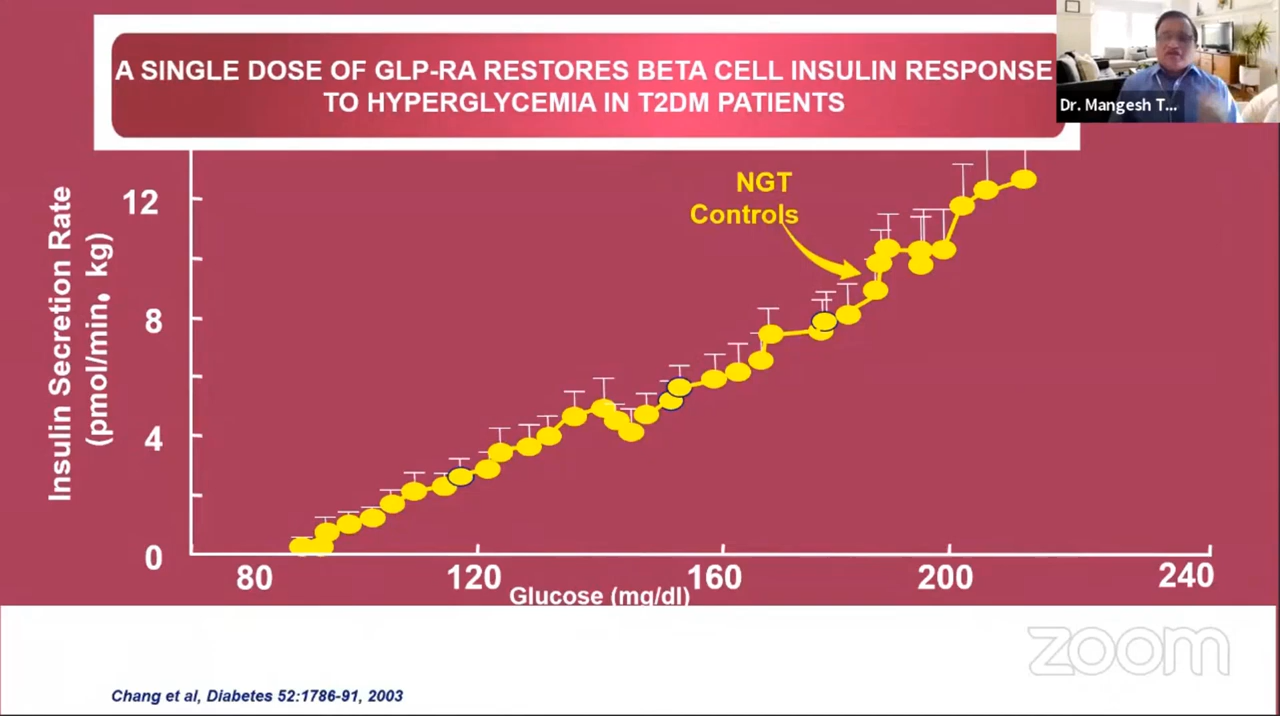 A SINGLE DOSE OF GLP-RA RESTORES BETA CELL INSULIN RESPONSE
TO HYPERGLYCEMIA IN T2DM PATIENTS
Dr. Mangesh T...
NGT
Controls
Insulin Secretion Rate
(pmol/min. kg)
12
8
4
0
80
120
160
200
240
Glucose (mg/dl)
zoom
Chang et al, Diabetes 52:1786-91, 2003